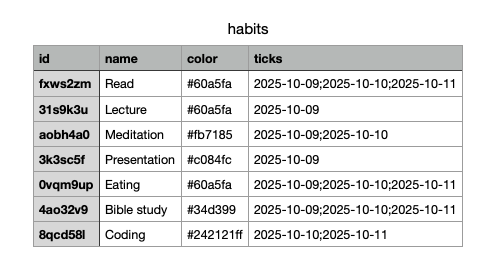 habits
id name color ticks
fxws2zm Read #60a5fa 2025-10-09;2025-10-10;2025-10-11
31s9k3u Lecture #60a5fa 2025-10-09
aobh4a0 Meditation #fb7185 2025-10-09;2025-10-10
3k3sc5f Presentation #c084fc 2025-10-09
0vqm9up Eating #60a5fa 2025-10-09;2025-10-10;2025-10-11
4ao32v9 Bible study #34d399 2025-10-09;2025-10-10;2025-10-11
8qcd58l Coding #242121ff 2025-10-10;2025-10-11